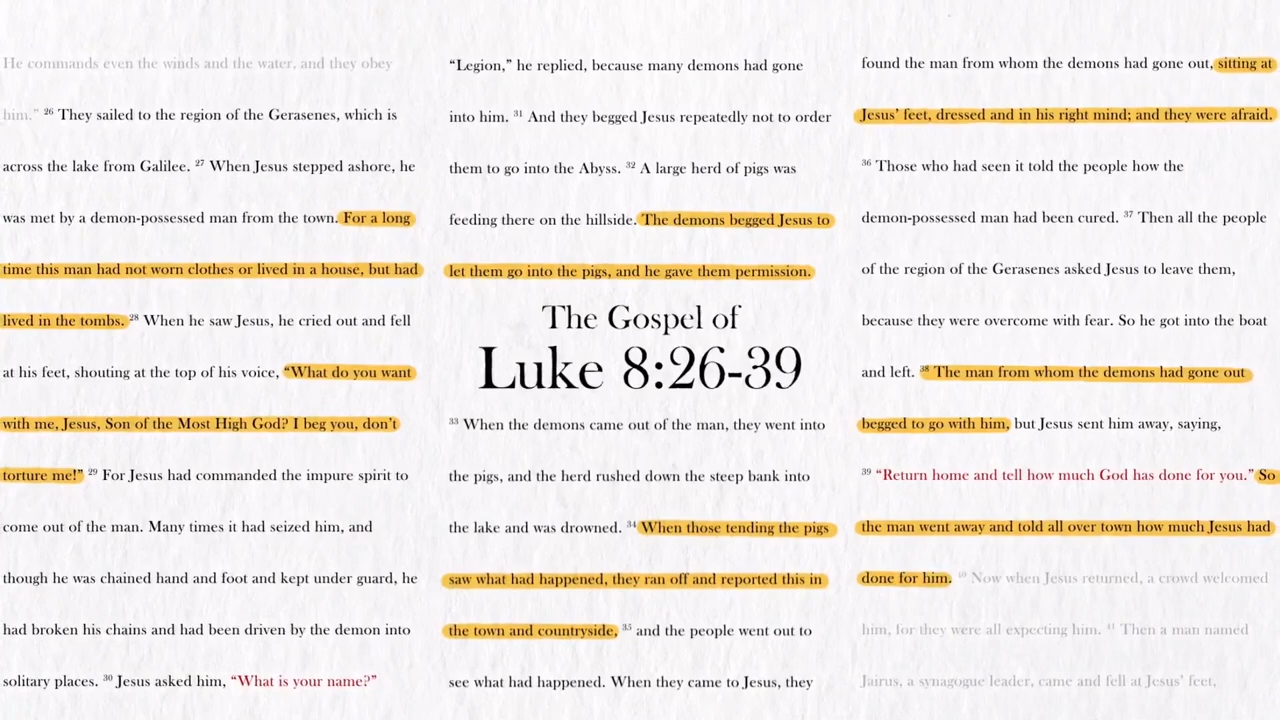 He commands even the winds and the water, and they obey
him.” 26 They sailed to the region of the Gerasenes, which is
across the lake from Galilee. 27 When Jesus stepped ashore, he
was met by a demon-possessed man from the town. For a long
time this man had not worn clothes or lived in a house, but had
lived in the tombs. 28 When he saw Jesus, he cried out and fell
at his feet, shouting at the top of his voice, “What do you want
with me, Jesus, Son of the Most High God? I beg you, don’t
torture me!” 29 For Jesus had commanded the impure spirit to
come out of the man. Many times it had seized him, and
though he was chained hand and foot and kept under guard, he
had broken his chains and had been driven by the demon into
solitary places. 30 Jesus asked him, “What is your name?”
“Legion,” he replied, because many demons had gone
into him. 31 And they begged Jesus repeatedly not to order
them to go into the Abyss. 32 A large herd of pigs was
feeding there on the hillside. The demons begged Jesus to
let them go into the pigs, and he gave them permission.
The Gospel of
Luke 8:26-39
33 When the demons came out of the man, they went into
the pigs, and the herd rushed down the steep bank into
the lake and was drowned. 34 When those tending the pigs
saw what had happened, they ran off and reported this in
the town and countryside, 35 and the people went out to
see what had happened. When they came to Jesus, they
found the man from whom the demons had gone out, sitting at
Jesus’ feet, dressed and in his right mind; and they were afraid.
36 Those who had seen it told the people how the
demon-possessed man had been cured. 37 Then all the people
of the region of the Gerasenes asked Jesus to leave them,
because they were overcome with fear. So he got into the boat
and left. 38 The man from whom the demons had gone out
begged to go with him, but Jesus sent him away, saying,
39 “Return home and tell how much God has done for you.” So
the man went away and told all over town how much Jesus had
done for him. 40 Now when Jesus returned, a crowd welcomed
him, for they were all expecting him. 41 Then a man named
Jairus, a synagogue leader, came and fell at Jesus’ feet,